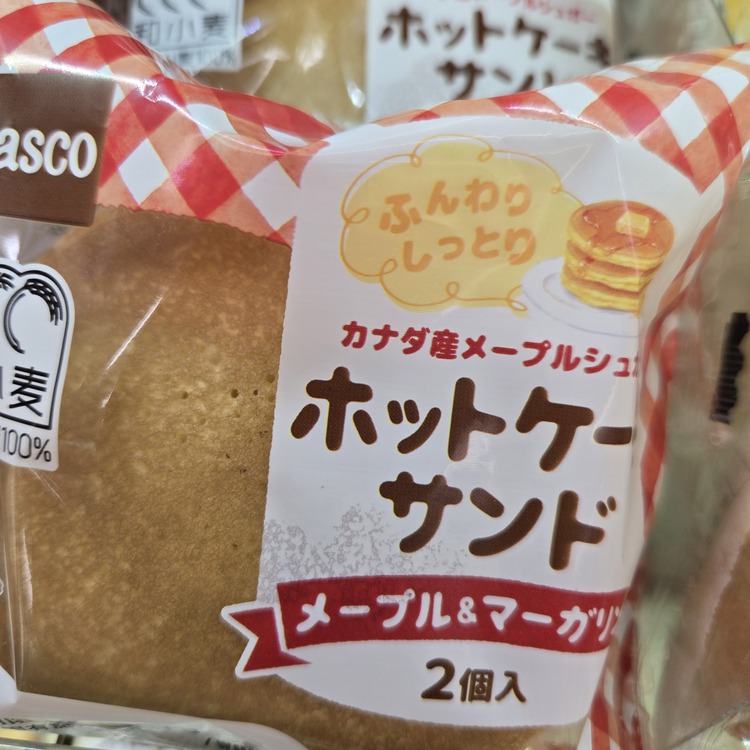 和小麦
ホットケーキ
サンド
asco
ふんわり
しっとり
カナダ産メープルシュガ
ホットケー
サンド
メープル&マーガリン
2個入
小麦
100%